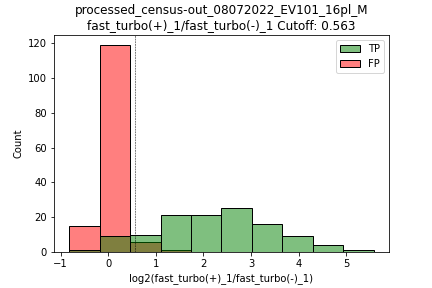 processed_census-out_08072022_EV101_16pl_M
fast_turbo(+)_1/fast_turbo(-)_1 Cutoff: 0.563
TP
FP
120
100
80
60
40
20
0
Count
−1 0 1 2 3 4 5
log2(fast_turbo(+)_1/fast_turbo(-)_1)